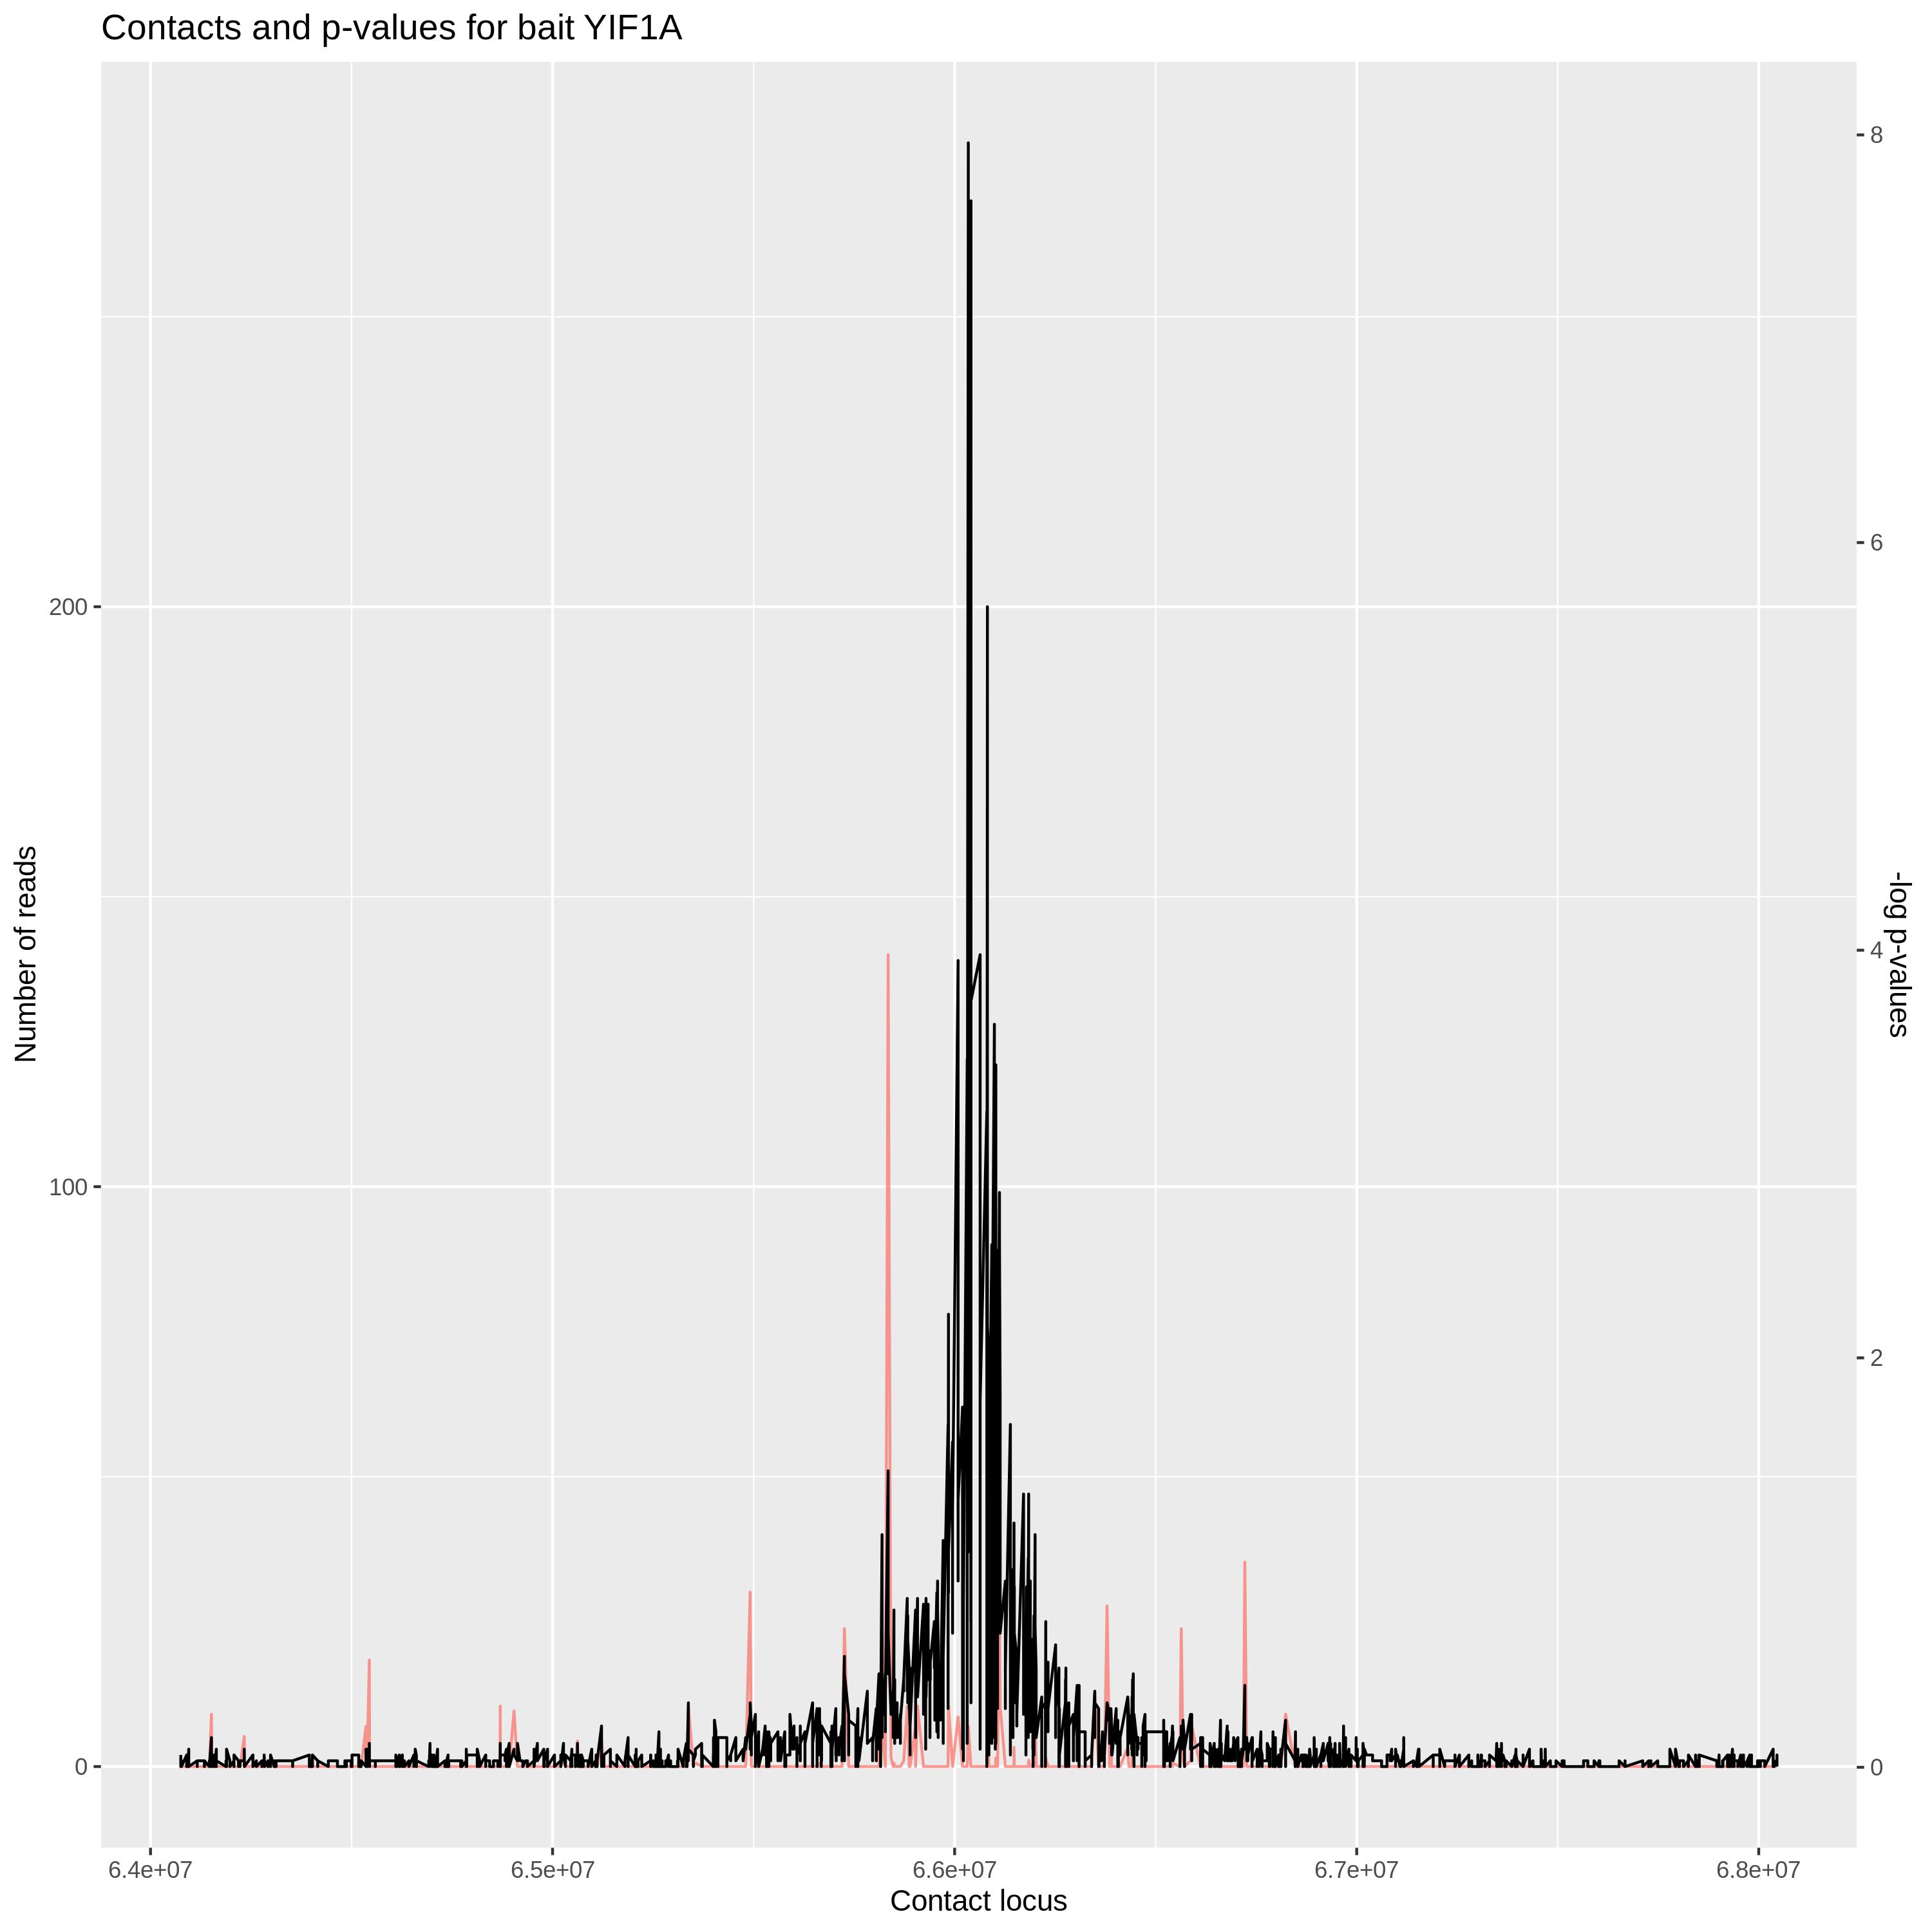 Contacts and p-values for bait YIF1A
Number of reads
200
100
0
8
6
4
2
0
-log p-values
6.4e+07
6.5e+07
6.6e+07
6.7e+07
6.8e+07
Contact locus